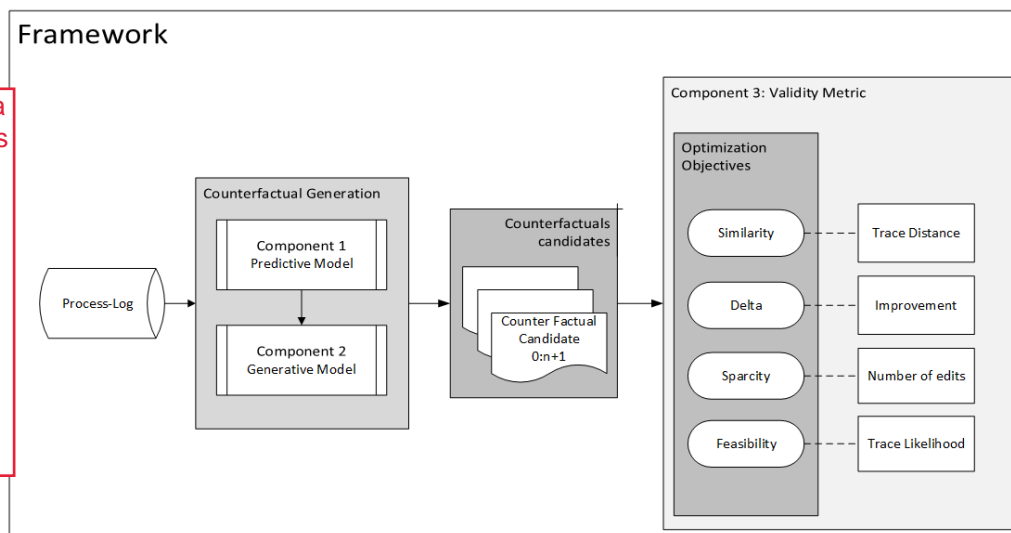 Framework
a
s
Component 3: Validity Metric
Optimization
Objectives
Counterfactual Generation
Component 1
Predictive Model
Component 2
Generative Model
Process-Log
Counterfactuals
candidates
Counter Factual
Candidate
0:n+1
Similarity
Trace Distance
Delta
Improvement
Sparcity
Number of edits
Feasibility
Trace Likelihood